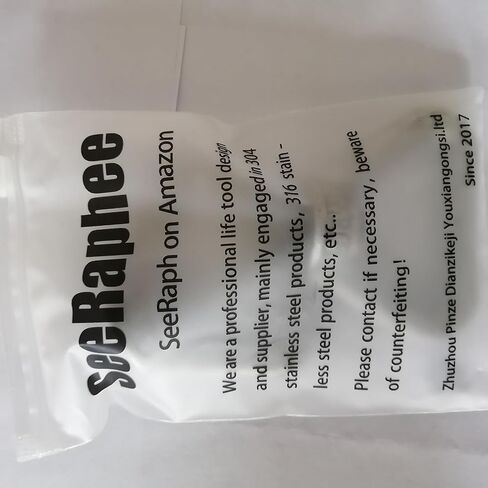 seeRaphee
SeeRaph on Amazon
We are a professional life tool design
and supplier, mainly engaged in 304
stainless steel products, 316 stain -
less steel products, etc..
Please contact if necessary, beware
of counterfeiting!
Zhuzhou Pinze Dianzikeji Youxiangongsi.ltd
Since 2017